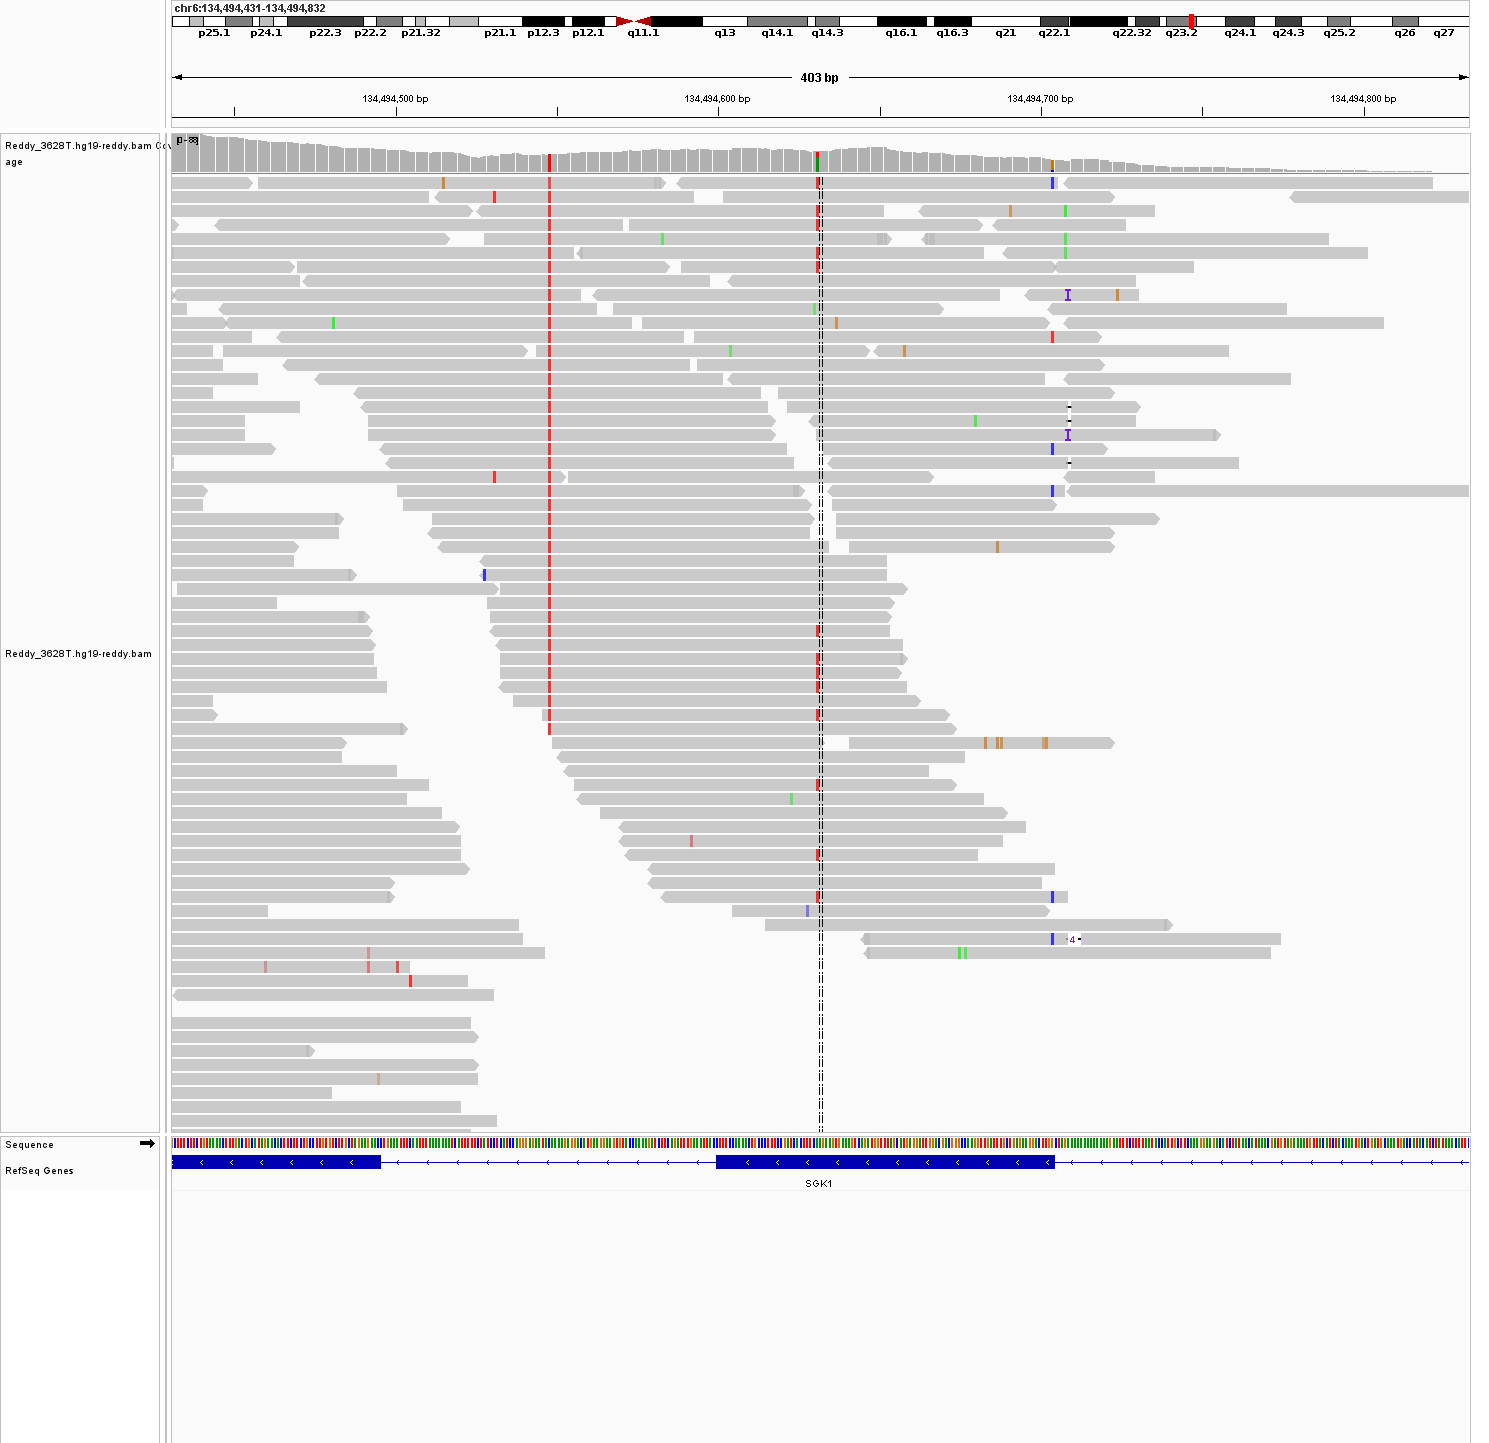 chr6:134,494,431-134,494,832
p25.1 p24.1 p22.3 p22.2 p21.32 p21.1 p12.3 p12.1 q11.1 q13 q14.1 q14.3 q16.1 q16.3 q21 q22.1 q22.32 q23.2 q24.1 q24.3 q25.2 q26 q27
403 bp
134,494,500 bp 134,494,600 bp 134,494,700 bp 134,494,800 bp
Reddy_3628T.hg19-reddy.bam
age
Reddy_3628T.hg19-reddy.bam
4
Sequence
RefSeq Genes
SGK1